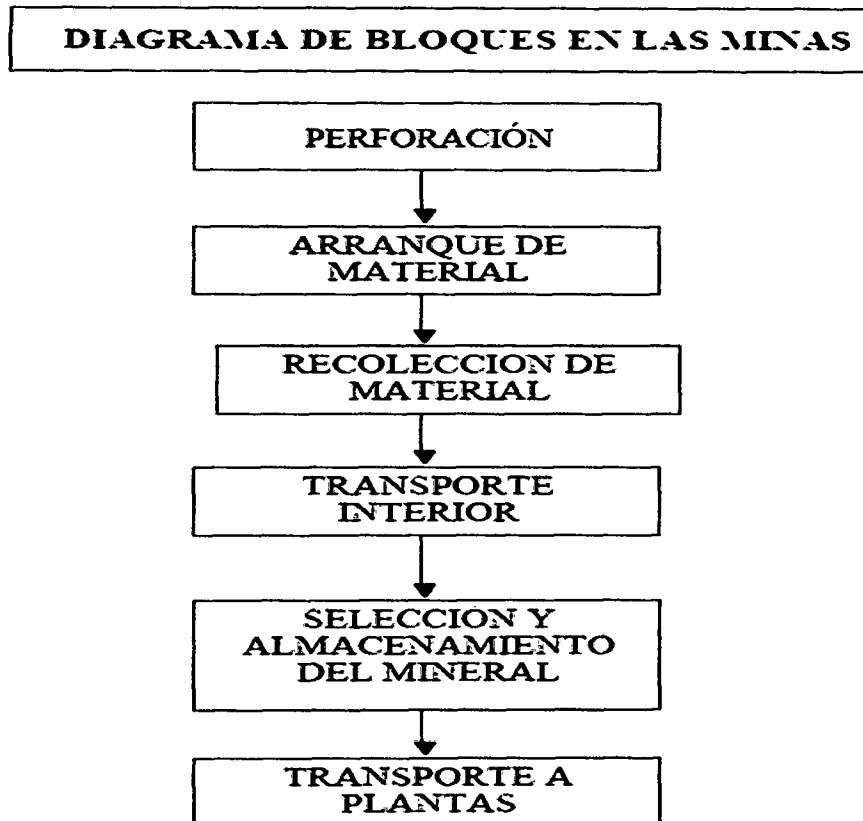 DIAGRAMA DE BLOQUES EN LAS MINAS
PERFORACIÓN
ARRANQUE DE
MATERIAL
RECOLECCION DE
MATERIAL
TRANSPORTE
INTERIOR
SELECCIÓN Y
ALMACENAMIENTO
DEL MINERAL
TRANSPORTE A
PLANTAS